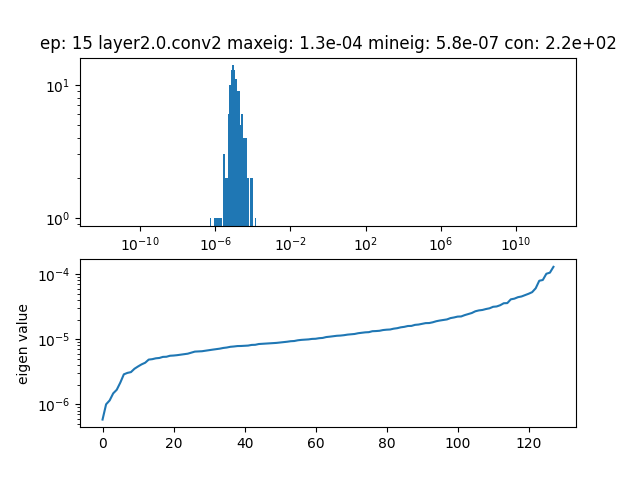 ep: 15 layer2.0.conv2 maxeig: 1.3e-04 mineig: 5.8e-07 con: 2.2e+02
10¹
10⁰
10⁻¹⁰ 10⁻⁶ 10⁻² 10² 10⁶ 10¹⁰
10⁻⁴
10⁻⁵
10⁻⁶
eigen value
0 20 40 60 80 100 120